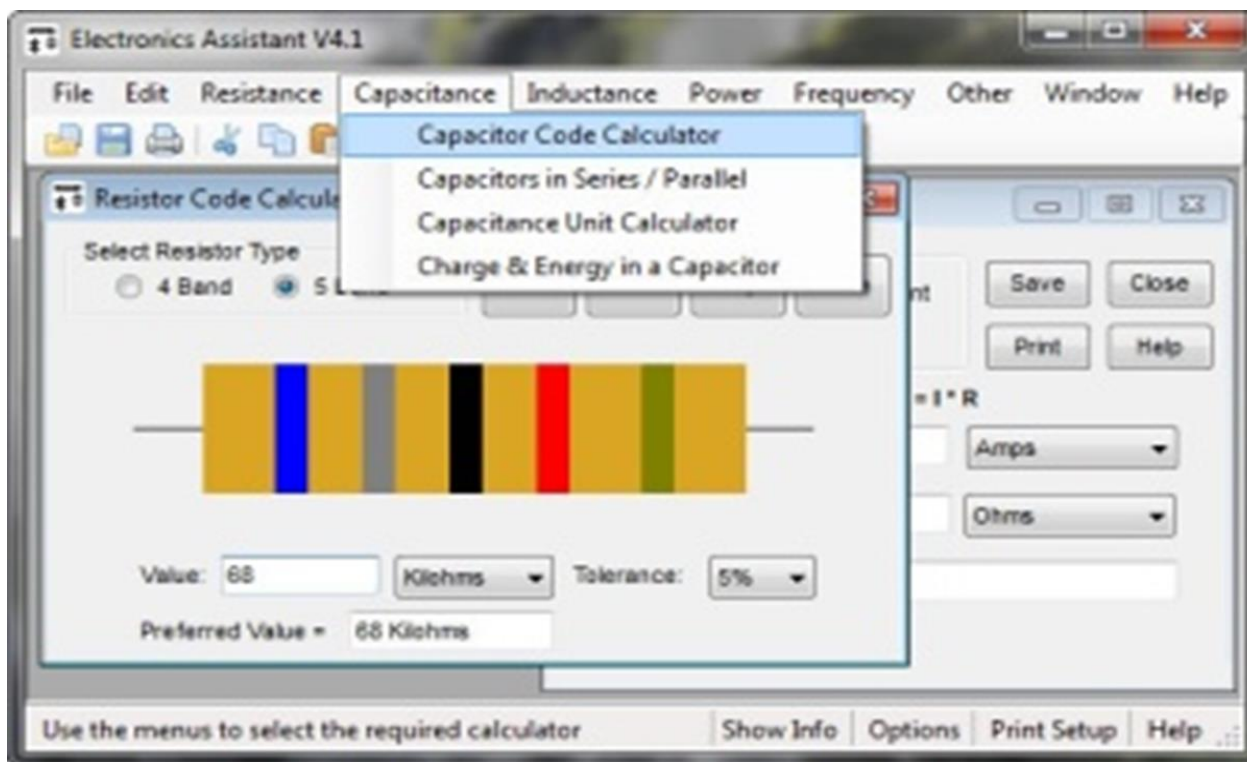 Electronics Assistant V4.1
File Edit Resistance Capacitance Inductance Power Frequency Other Window Help
Capacitor Code Calculator
Capacitors in Series / Parallel
Capacitance Unit Calculator
Charge & Energy in a Capacitor
Resistor Code
Select Resistor Type
4 Band 5
Save Close
Print Help
= I * R
Amps
Ohms
Value: 68 Kilohms Tolerance: 5%
Preferred Value = 68 Kilohms
Use the menus to select the required calculator Show Info Options Print Setup Help